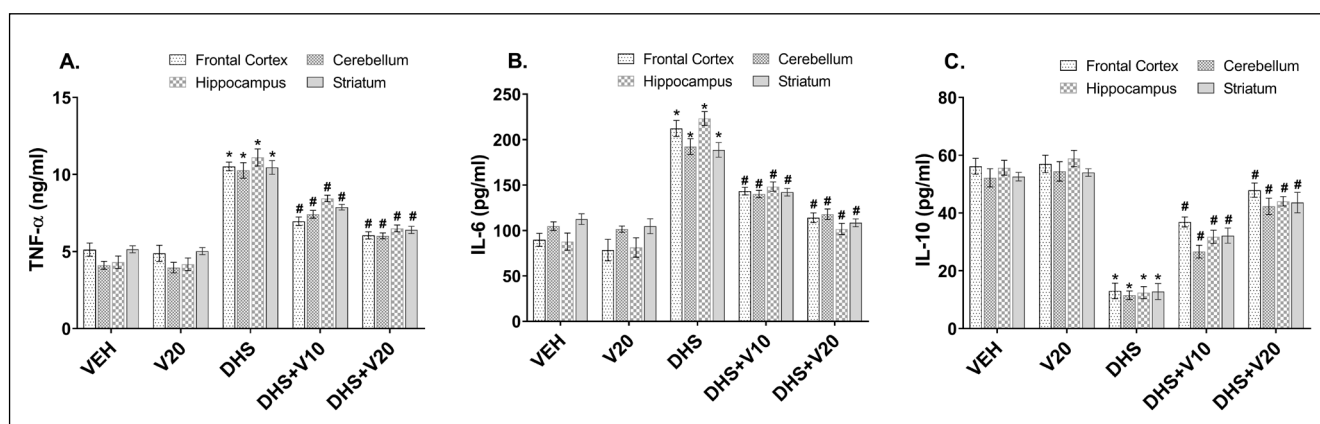 A.
Frontal Cortex
Cerebellum
Hippocampus
Striatum
TNF-α (ng/ml)
15
10
5
0
* * * *
# # # #
# # # #
VEH
V20
DHS
DHS+V10
DHS+V20
B.
Frontal Cortex
Cerebellum
Hippocampus
Striatum
IL-6 (pg/ml)
250
200
150
100
50
0
* * * *
# # # #
# # # #
VEH
V20
DHS
DHS+V10
DHS+V20
C.
Frontal Cortex
Cerebellum
Hippocampus
Striatum
IL-10 (pg/ml)
80
60
40
20
0
* * * *
# # # #
# # # #
VEH
V20
DHS
DHS+V10
DHS+V20